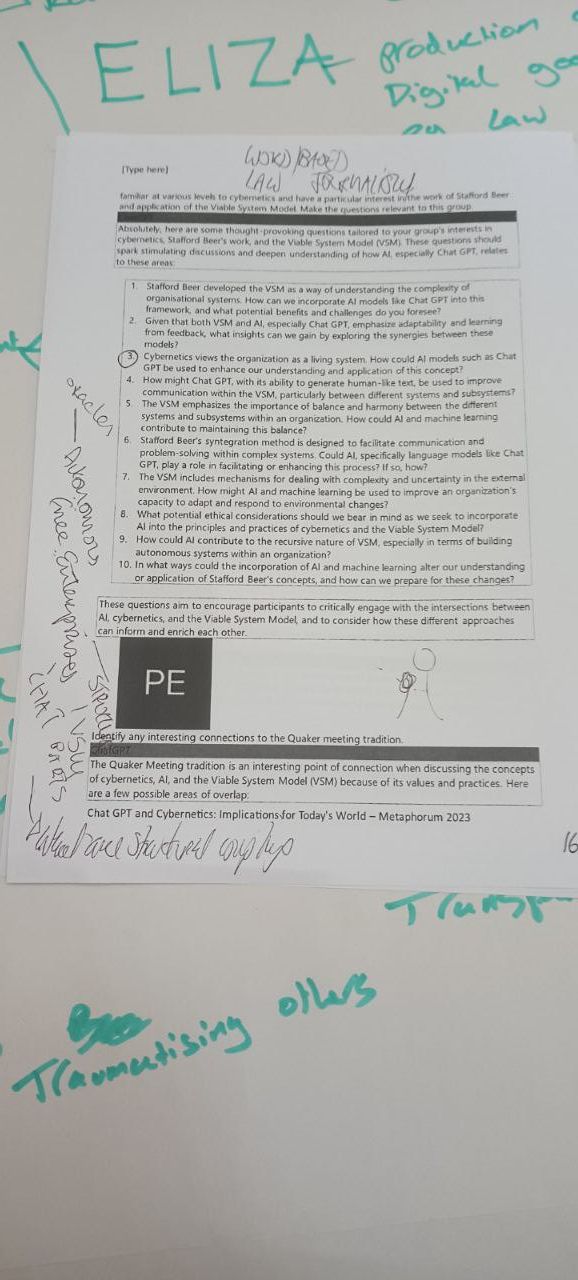 ELIZA
production
Digital
on Law
[Type here]
WORD/BASED
LAW JOURNALISM
familiar at various levels to cybernetics and have a particular interest in the work of Stafford Beer
and application of the Viable System Model. Make the questions relevant to this group.
Absolutely, here are some thought-provoking questions tailored to your group's interests in
cybernetics, Stafford Beer's work, and the Viable System Model (VSM). These questions should
spark stimulating discussions and deepen understanding of how AI, especially Chat GPT, relates
to these areas:
1. Stafford Beer developed the VSM as a way of understanding the complexity of
organisational systems. How can we incorporate AI models like Chat GPT into this
framework, and what potential benefits and challenges do you foresee?
2. Given that both VSM and AI, especially Chat GPT, emphasize adaptability and learning
from feedback, what insights can we gain by exploring the synergies between these
models?
3. Cybernetics views the organization as a living system. How could AI models such as Chat
GPT be used to enhance our understanding and application of this concept?
4. How might Chat GPT, with its ability to generate human-like text, be used to improve
communication within the VSM, particularly between different systems and subsystems?
5. The VSM emphasizes the importance of balance and harmony between the different
systems and subsystems within an organization. How could AI and machine learning
contribute to maintaining this balance?
6. Stafford Beer's syntegration method is designed to facilitate communication and
problem-solving within complex systems. Could AI, specifically language models like Chat
GPT, play a role in facilitating or enhancing this process? If so, how?
7. The VSM includes mechanisms for dealing with complexity and uncertainty in the external
environment. How might AI and machine learning be used to improve an organization's
capacity to adapt and respond to environmental changes?
8. What potential ethical considerations should we bear in mind as we seek to incorporate
AI into the principles and practices of cybernetics and the Viable System Model?
9. How could AI contribute to the recursive nature of VSM, especially in terms of building
autonomous systems within an organization?
10. In what ways could the incorporation of AI and machine learning alter our understanding
or application of Stafford Beer's concepts, and how can we prepare for these changes?
These questions aim to encourage participants to critically engage with the intersections between
AI, cybernetics, and the Viable System Model, and to consider how these different approaches
can inform and enrich each other.
oracles
Autonomous
free Enterprises
VSM
CHAT
PE
Identify any interesting connections to the Quaker meeting tradition.
ChatGPT
The Quaker Meeting tradition is an interesting point of connection when discussing the concepts
of cybernetics, AI, and the Viable System Model (VSM) because of its values and practices. Here
are a few possible areas of overlap:
Chat GPT and Cybernetics: Implications for Today's World – Metaphorum 2023
16
structural
Traumatising others